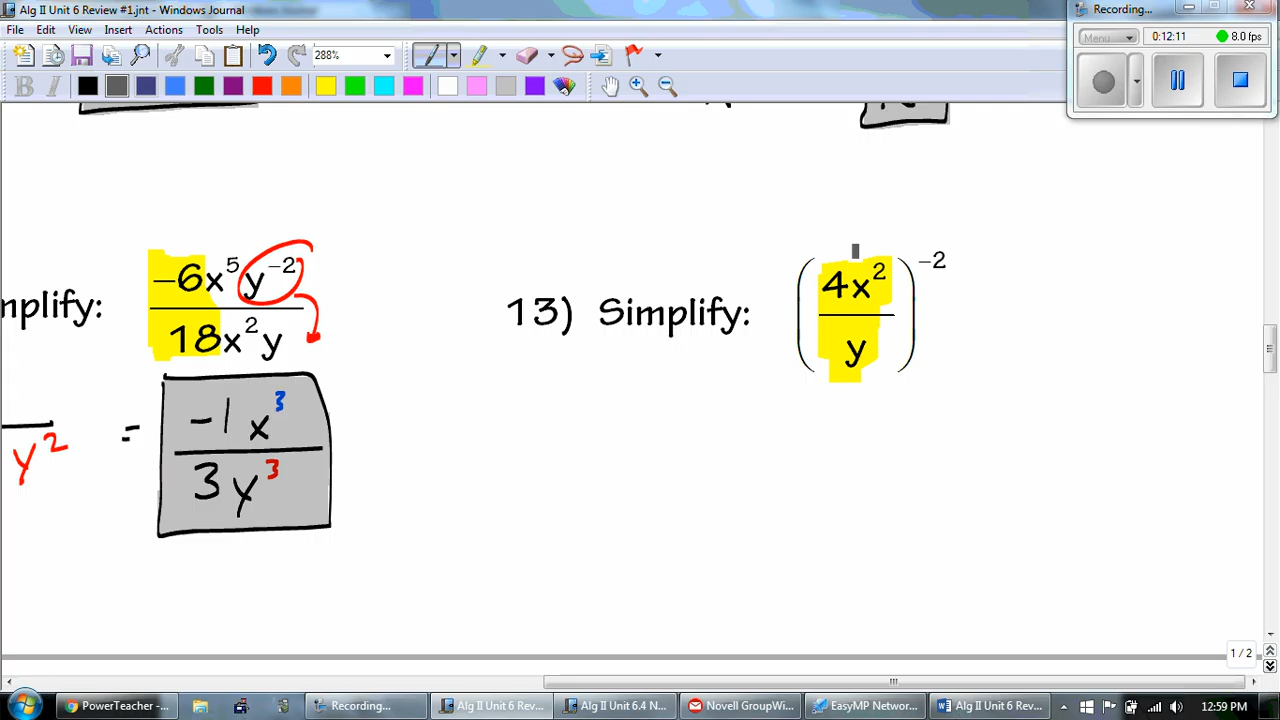 Alg II Unit 6 Review #1.jnt - Windows Journal
Recording...
File Edit View Insert Actions Tools Help
Menu 0:12:11 8.0 fps
288%
B I
nplify: −6x⁵y⁻² / 18x²y
13) Simplify: (4x² / y)⁻²
y² = -1x³ / 3y³
1 / 2
PowerTeacher - Recording... Alg II Unit 6 Rev... Alg II Unit 6.4 N... Novell GroupWi... EasyMP Networ... Alg II Unit 6 Rev... 12:59 PM